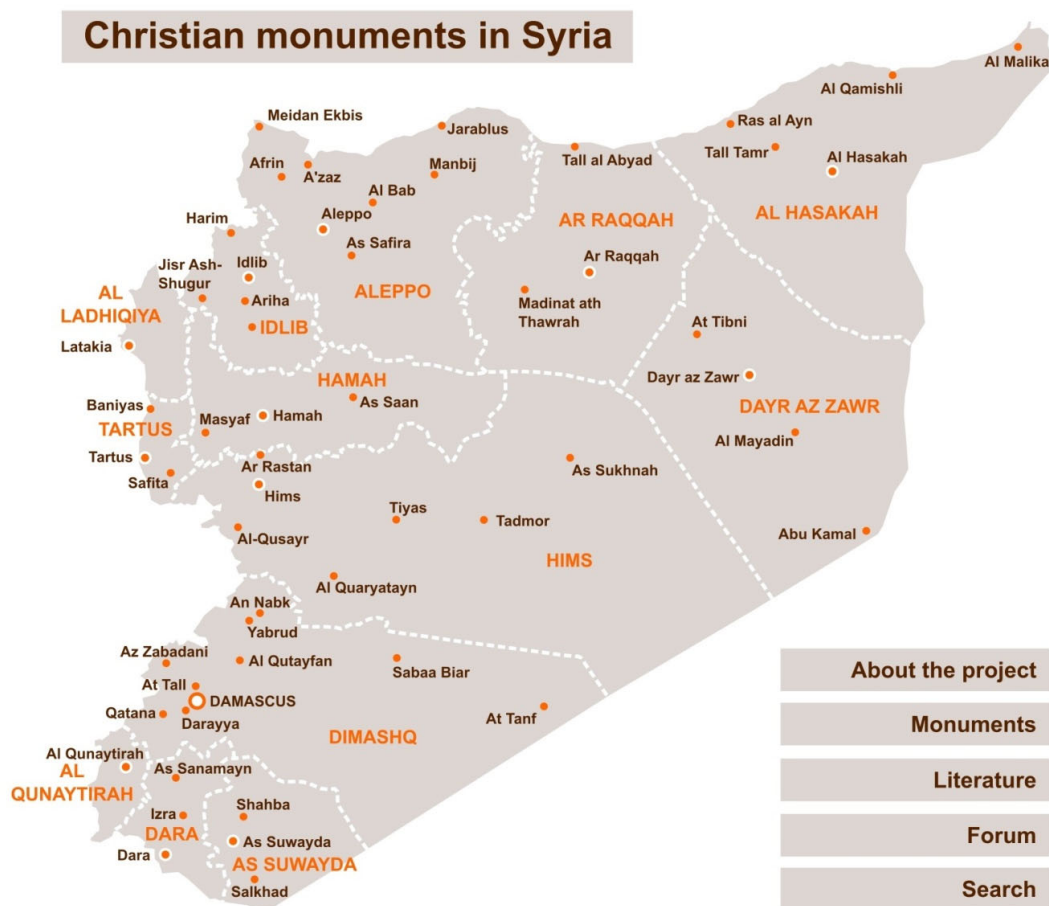 Christian monuments in Syria
Al Malika
Al Qamishli
Meidan Ekbis
Jarablus
Ras al Ayn
Afrin
A'zaz
Manbij
Tall al Abyad
Tall Tamr
Al Hasakah
Al Bab
Harim
Aleppo
AR RAQQAH
AL HASAKAH
As Safira
Jisr Ash-
Shugur
Idlib
Ar Raqqah
AL
LADHIQIYA
Ariha
ALEPPO
Madinat ath
Thawrah
IDLIB
At Tibni
Latakia
HAMAH
Dayr az Zawr
Baniyas
As Saan
DAYR AZ ZAWR
TARTUS
Masyaf
Hamah
Al Mayadin
Tartus
Ar Rastan
As Sukhnah
Safita
Hims
Tiyas
Tadmor
Al-Qusayr
Abu Kamal
HIMS
Al Quaryatayn
An Nabk
Yabrud
Az Zabadani
Al Qutayfan
Sabaa Biar
At Tall
DAMASCUS
Qatana
Darayya
At Tanf
DIMASHQ
Al Qunaytirah
AL
QUNAYTIRAH
As Sanamayn
Izra
Shahba
DARA
Dara
As Suwayda
AS SUWAYDA
Salkhad
About the project
Monuments
Literature
Forum
Search